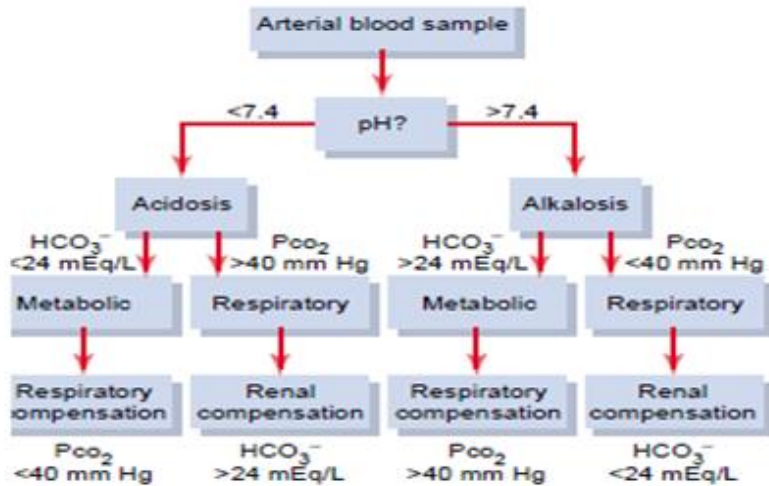 Arterial blood sample
<7.4
pH?
>7.4
Acidosis
Alkalosis
HCO₃⁻
<24 mEq/L
Pco₂
>40 mm Hg
HCO₃⁻
>24 mEq/L
Pco₂
<40 mm Hg
Metabolic
Respiratory
Metabolic
Respiratory
Respiratory
ompensation
Renal
compensation
Respiratory
compensation
Renal
compensation
Pco₂
<40 mm Hg
HCO₃⁻
>24 mEq/L
Pco₂
>40 mm Hg
HCO₃⁻
<24 mEq/L